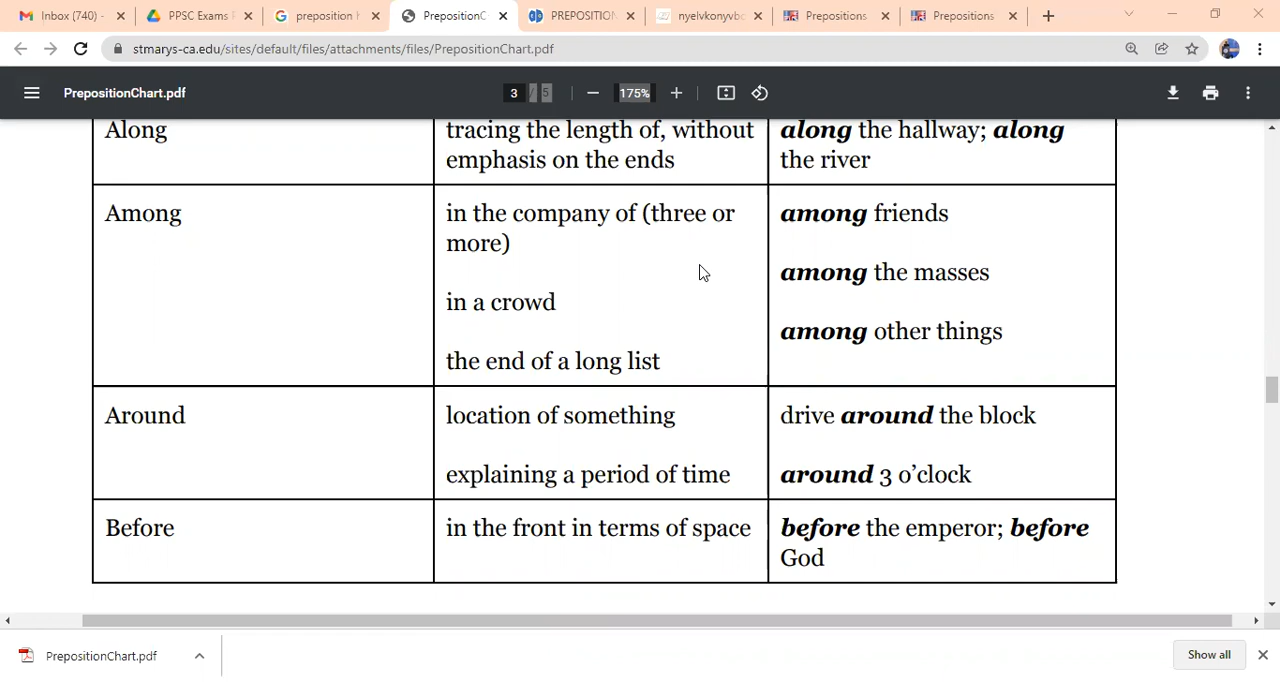 Inbox (740) -
PPSC Exams
preposition
PrepositionC
PREPOSITION
nyelvkonyvbc
Prepositions
Prepositions
stmarys-ca.edu/sites/default/files/attachments/files/PrepositionChart.pdf
PrepositionChart.pdf
3 / 5
175%
Along
tracing the length of, without
emphasis on the ends
along the hallway; along
the river
Among
in the company of (three or
more)
in a crowd
the end of a long list
among friends
among the masses
among other things
Around
location of something
explaining a period of time
drive around the block
around 3 o’clock
Before
in the front in terms of space
before the emperor; before
God
PrepositionChart.pdf
Show all